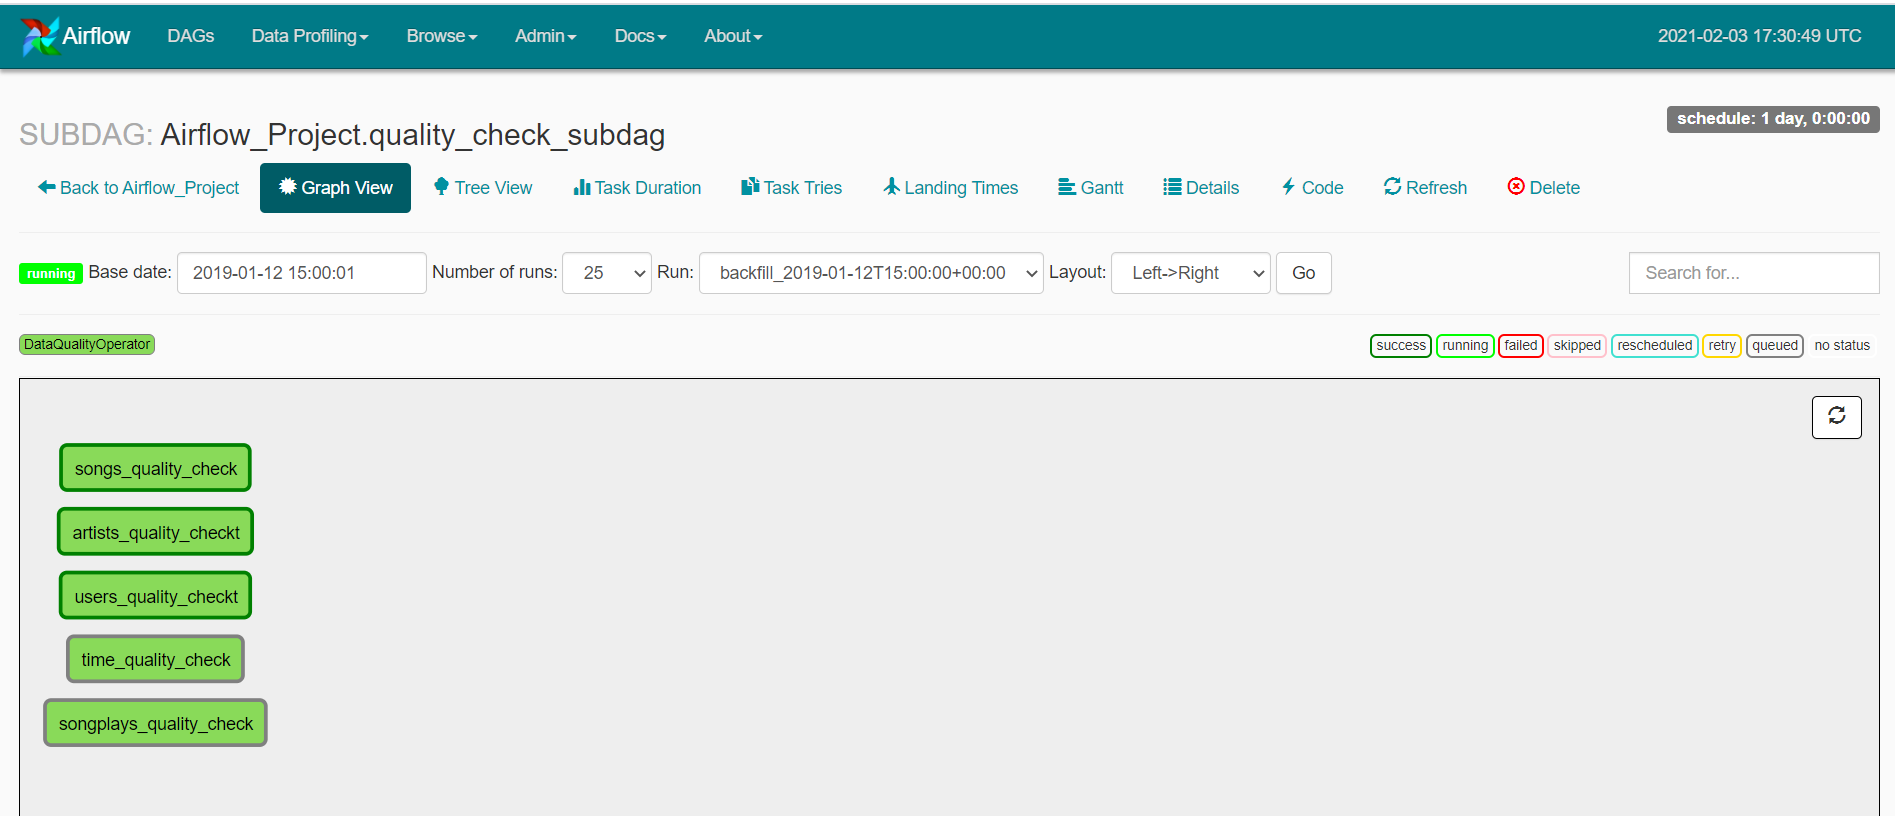 Airflow DAGs Data Profiling Browse Admin Docs About 2021-02-03 17:30:49 UTC
schedule: 1 day, 0:00:00
SUBDAG: Airflow_Project.quality_check_subdag
Back to Airflow_Project Graph View Tree View Task Duration Task Tries Landing Times Gantt Details Code Refresh Delete
running Base date: 2019-01-12 15:00:01 Number of runs: 25 Run: backfill_2019-01-12T15:00:00+00:00 Layout: Left->Right Go Search for...
DataQualityOperator success running failed skipped rescheduled retry queued no status
songs_quality_check
artists_quality_checkt
users_quality_checkt
time_quality_check
songplays_quality_check